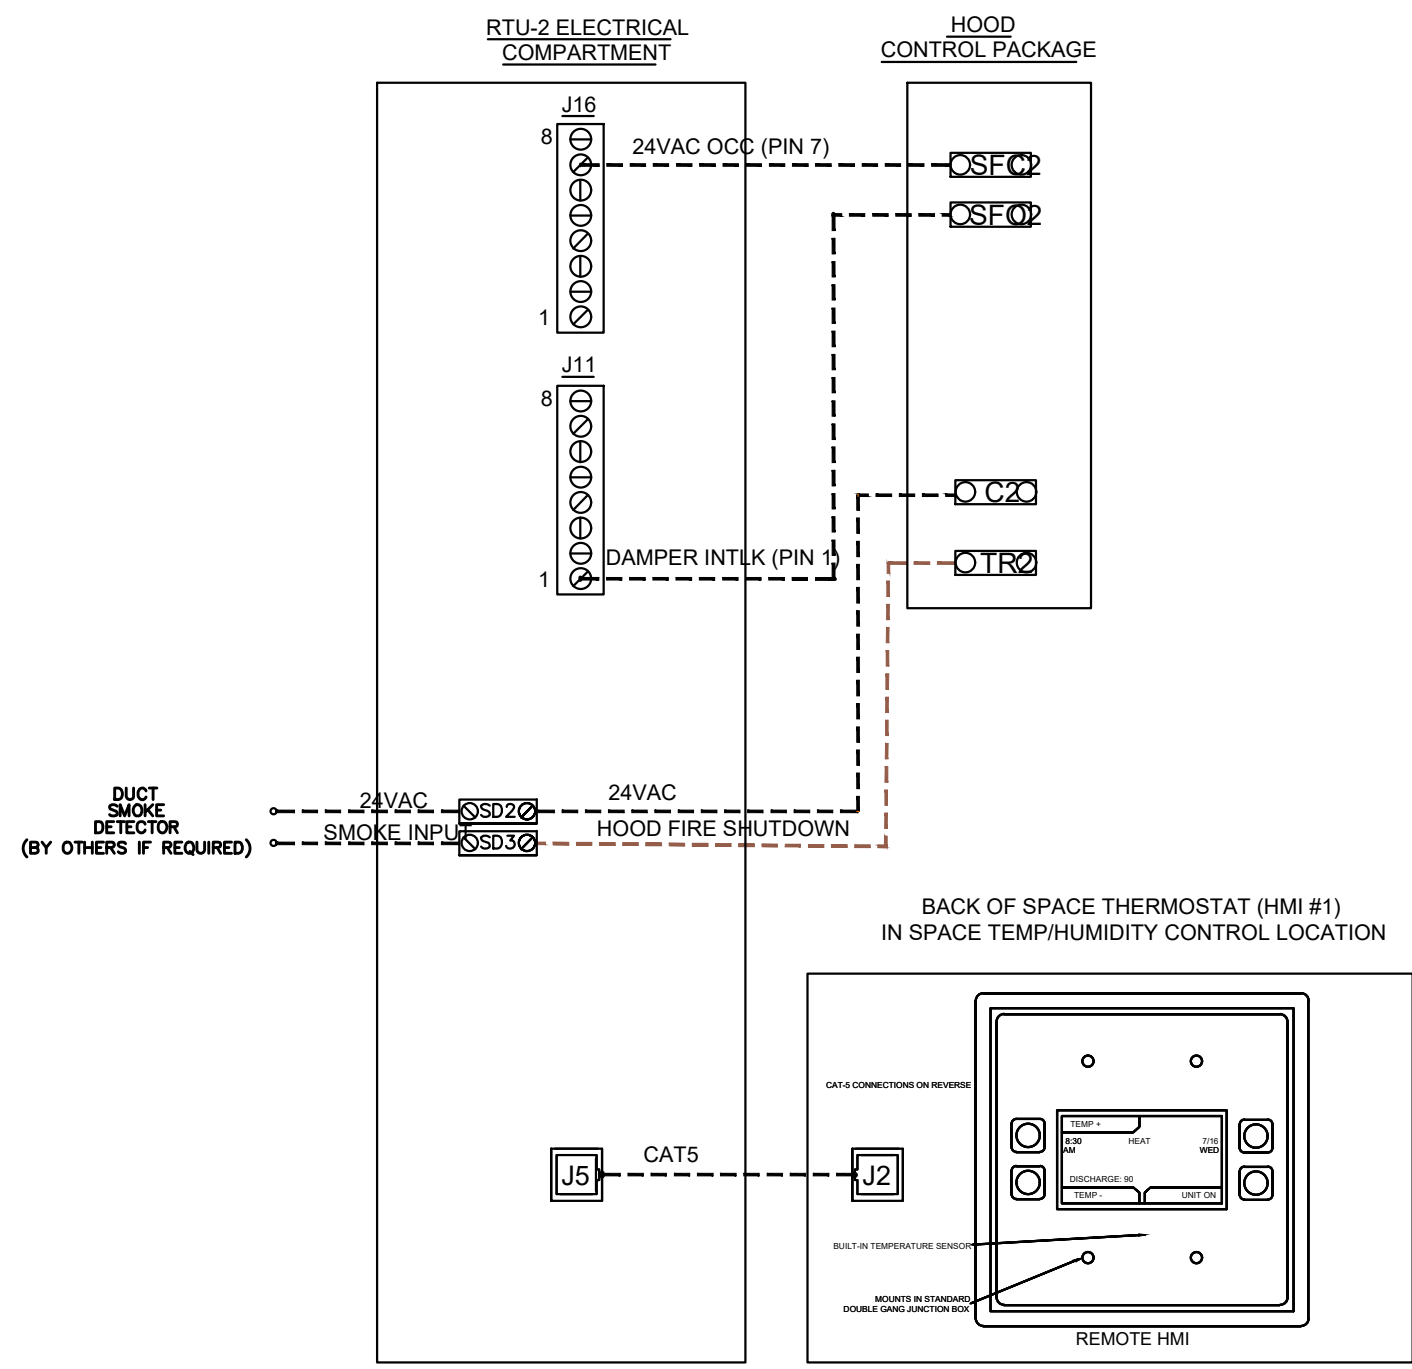 RTU-2 ELECTRICAL
COMPARTMENT
HOOD
CONTROL PACKAGE
J16
8
24VAC OCC (PIN 7)
SFC2
SFO2
1
J11
8
C2
DAMPER INTLK (PIN 1)
TR2
1
DUCT
SMOKE
DETECTOR
(BY OTHERS IF REQUIRED)
24VAC
SD2
24VAC
SMOKE INPUT
SD3
HOOD FIRE SHUTDOWN
BACK OF SPACE THERMOSTAT (HMI #1)
IN SPACE TEMP/HUMIDITY CONTROL LOCATION
CAT-5 CONNECTIONS ON REVERSE
TEMP +
8:30
AM
HEAT
7/16
WED
DISCHARGE: 90
TEMP -
UNIT ON
J5
CAT5
J2
BUILT-IN TEMPERATURE SENSOR
MOUNTS IN STANDARD
DOUBLE GANG JUNCTION BOX
REMOTE HMI